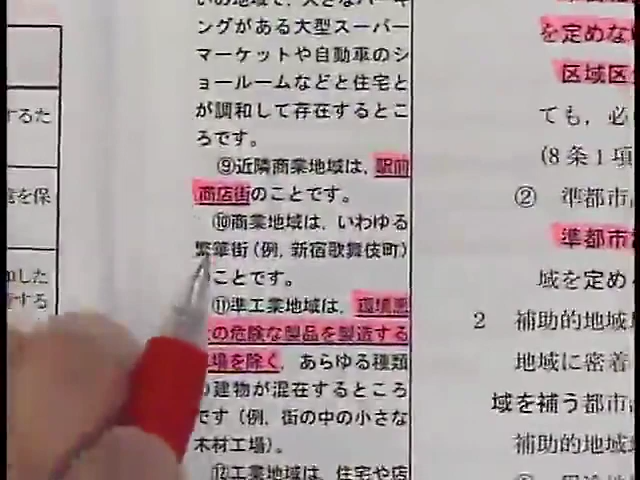 いの地域で、大きなパーキ
ングがある大型スーパー
マーケットや自動車のシ
ョールームなどと住宅と
が調和して存在するとこ
ろです。
⑨近隣商業地域は、駅前
商店街のことです。
⑩商業地域は、いわゆる
繁華街(例、新宿歌舞伎町)
ことです。
⑪準工業地域は、環境悪
の危険な製品を製造する
場を除く、あらゆる種類
建物が混在するところ
です(例、街の中の小さな
木材工場)。
⑫工業地域は、住宅や店
するた
を保
した
する
を定めな
区域区
ても，必
(8条1項
② 準都市
準都市
域を定め
2 補助的地域
地域に密着
域を補う都市
補助的地域